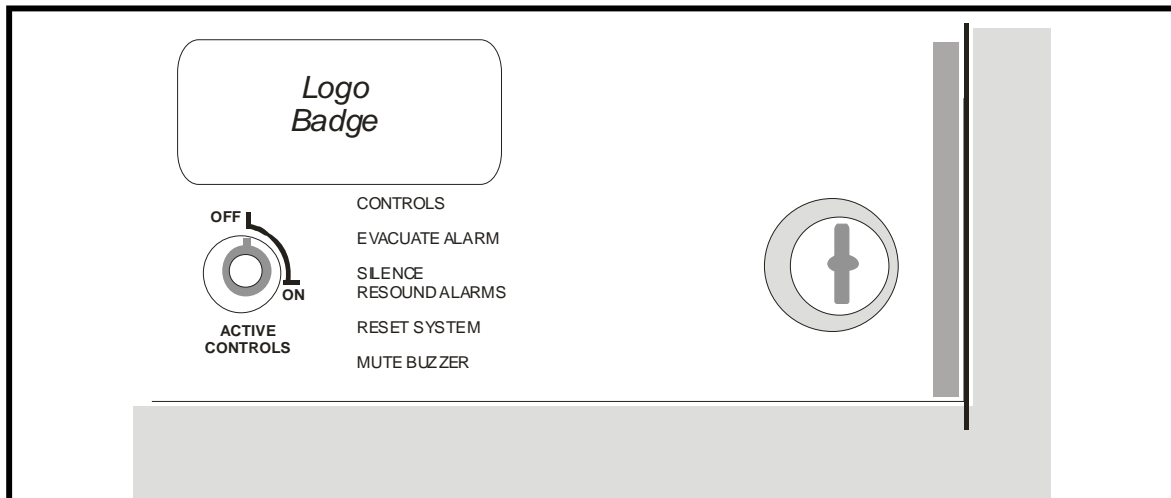 Logo
Badge
OFF
ON
ACTIVE
CONTROLS
CONTROLS
EVACUATE ALARM
SILENCE
RESOUND ALARMS
RESET SYSTEM
MUTE BUZZER